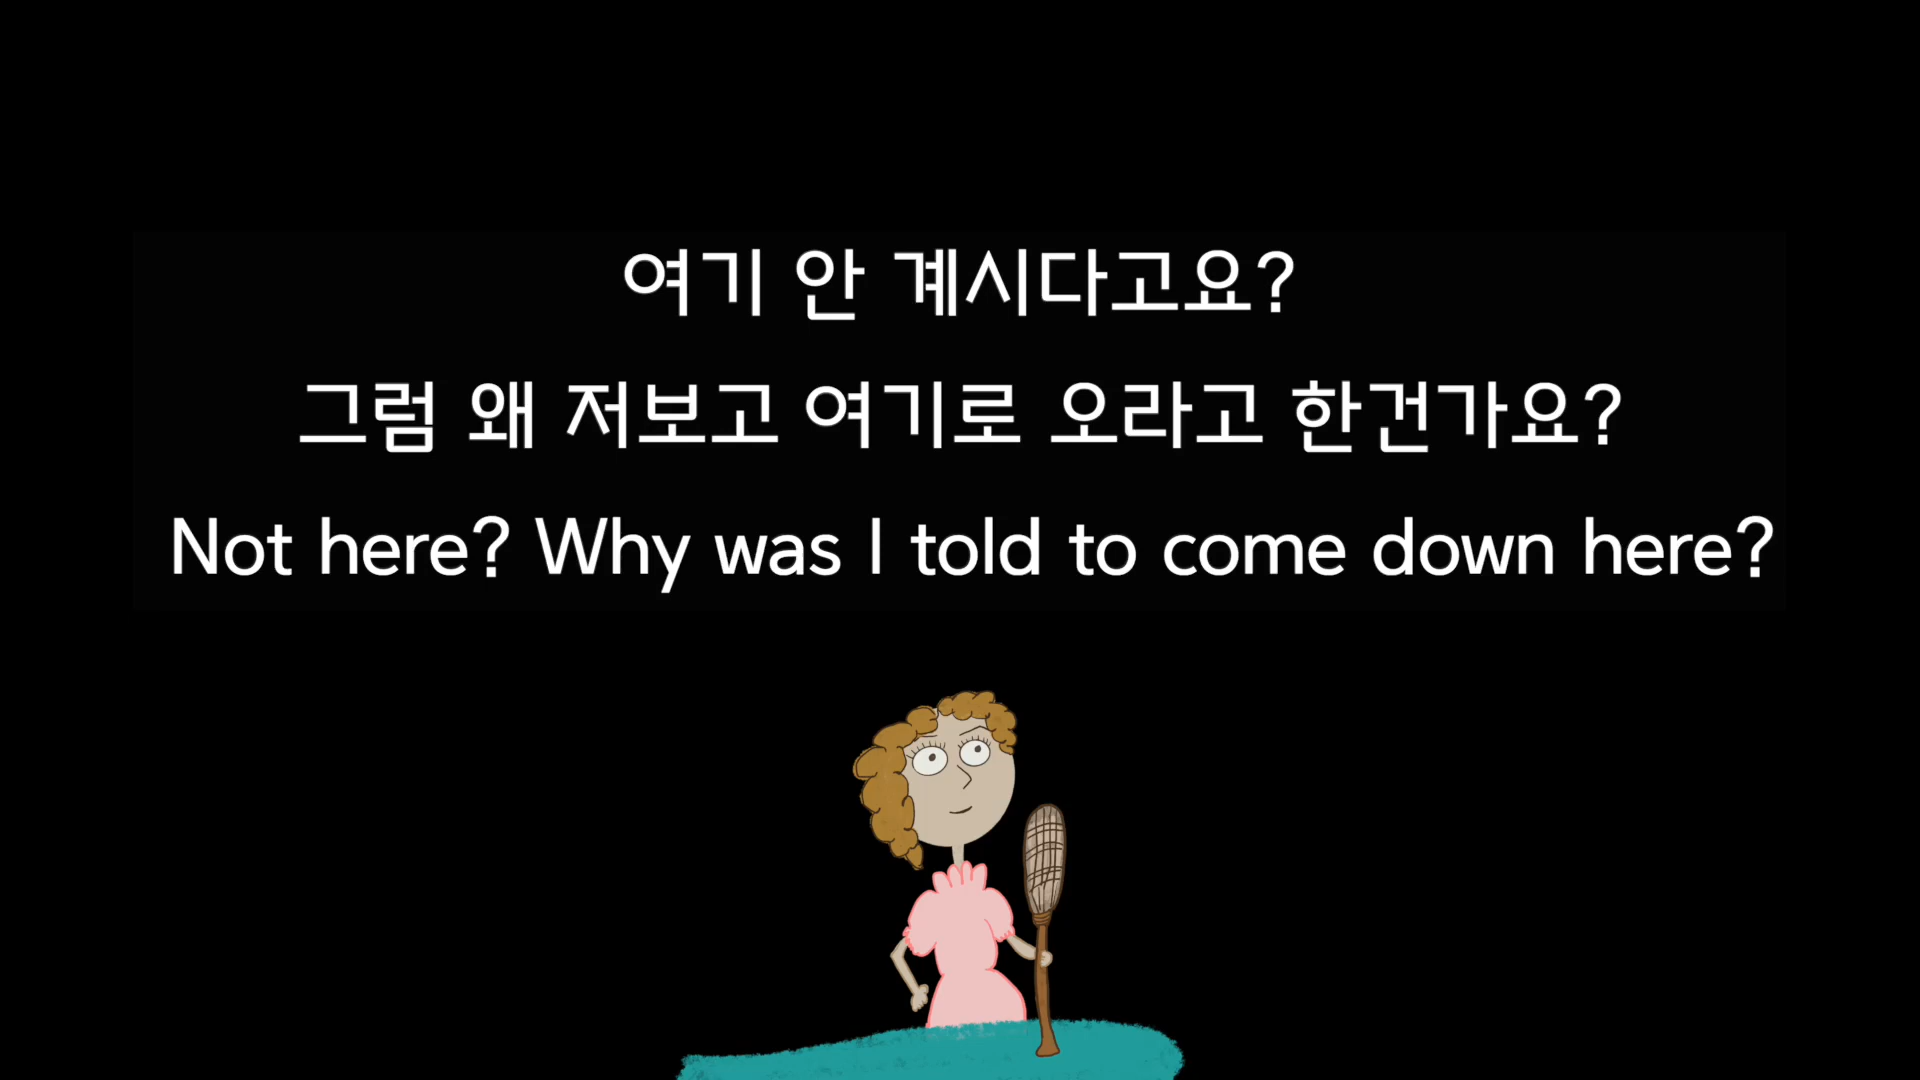 여기 안 계시다고요?
그럼 왜 저보고 여기로 오라고 한건가요?
Not here? Why was I told to come down here?